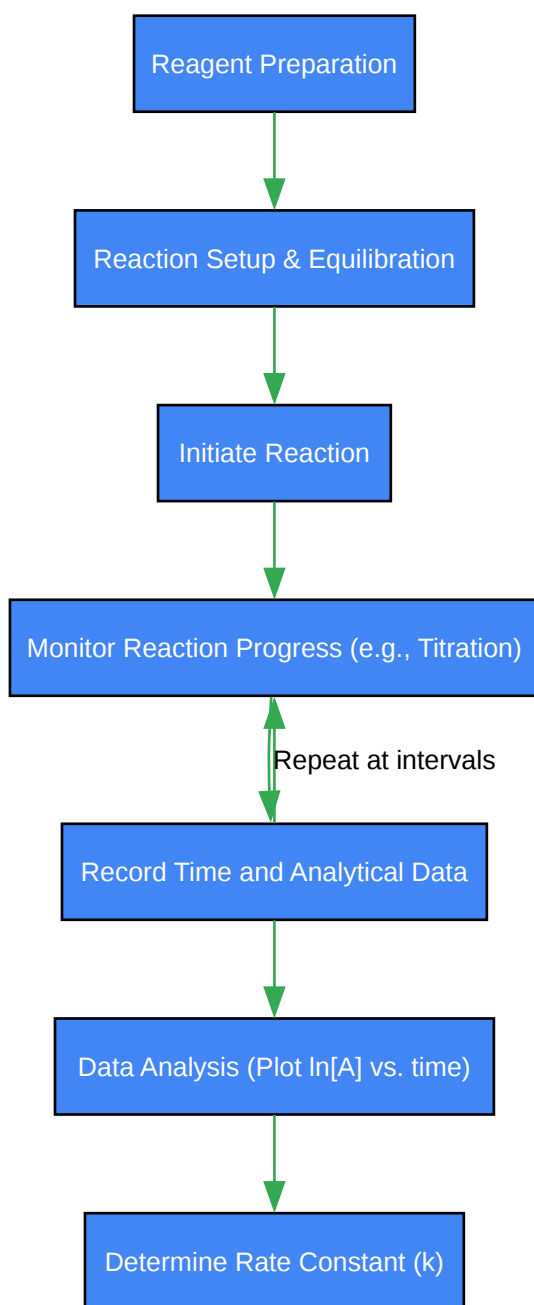 Reagent Preparation
Reaction Setup & Equilibration
Initiate Reaction
Monitor Reaction Progress (e.g., Titration)
Repeat at intervals
Record Time and Analytical Data
Data Analysis (Plot ln[A] vs. time)
Determine Rate Constant (k)